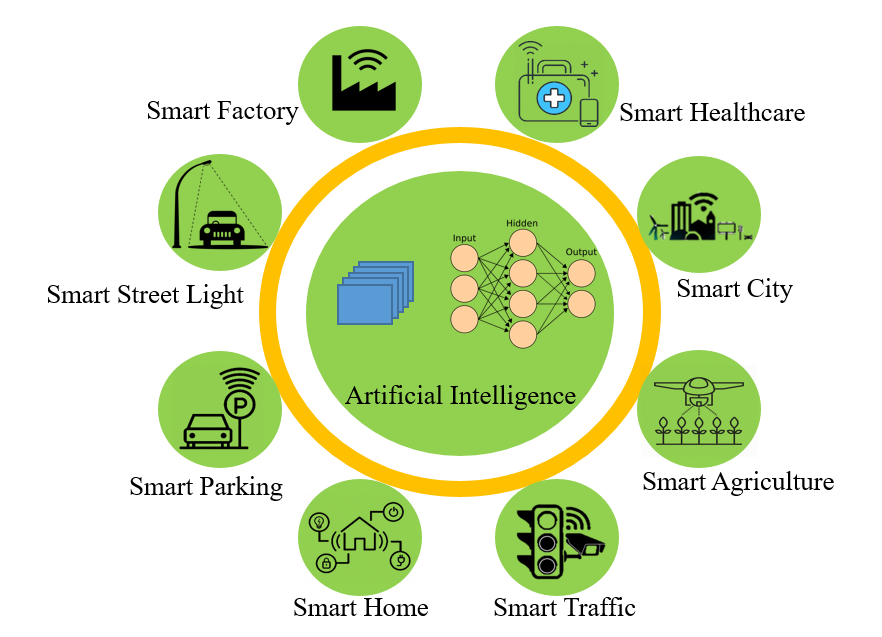 Smart Factory
Smart Healthcare
Smart Street Light
Smart City
Input
Hidden
Output
Artificial Intelligence
Smart Parking
P
Smart Agriculture
Smart Home
Smart Traffic